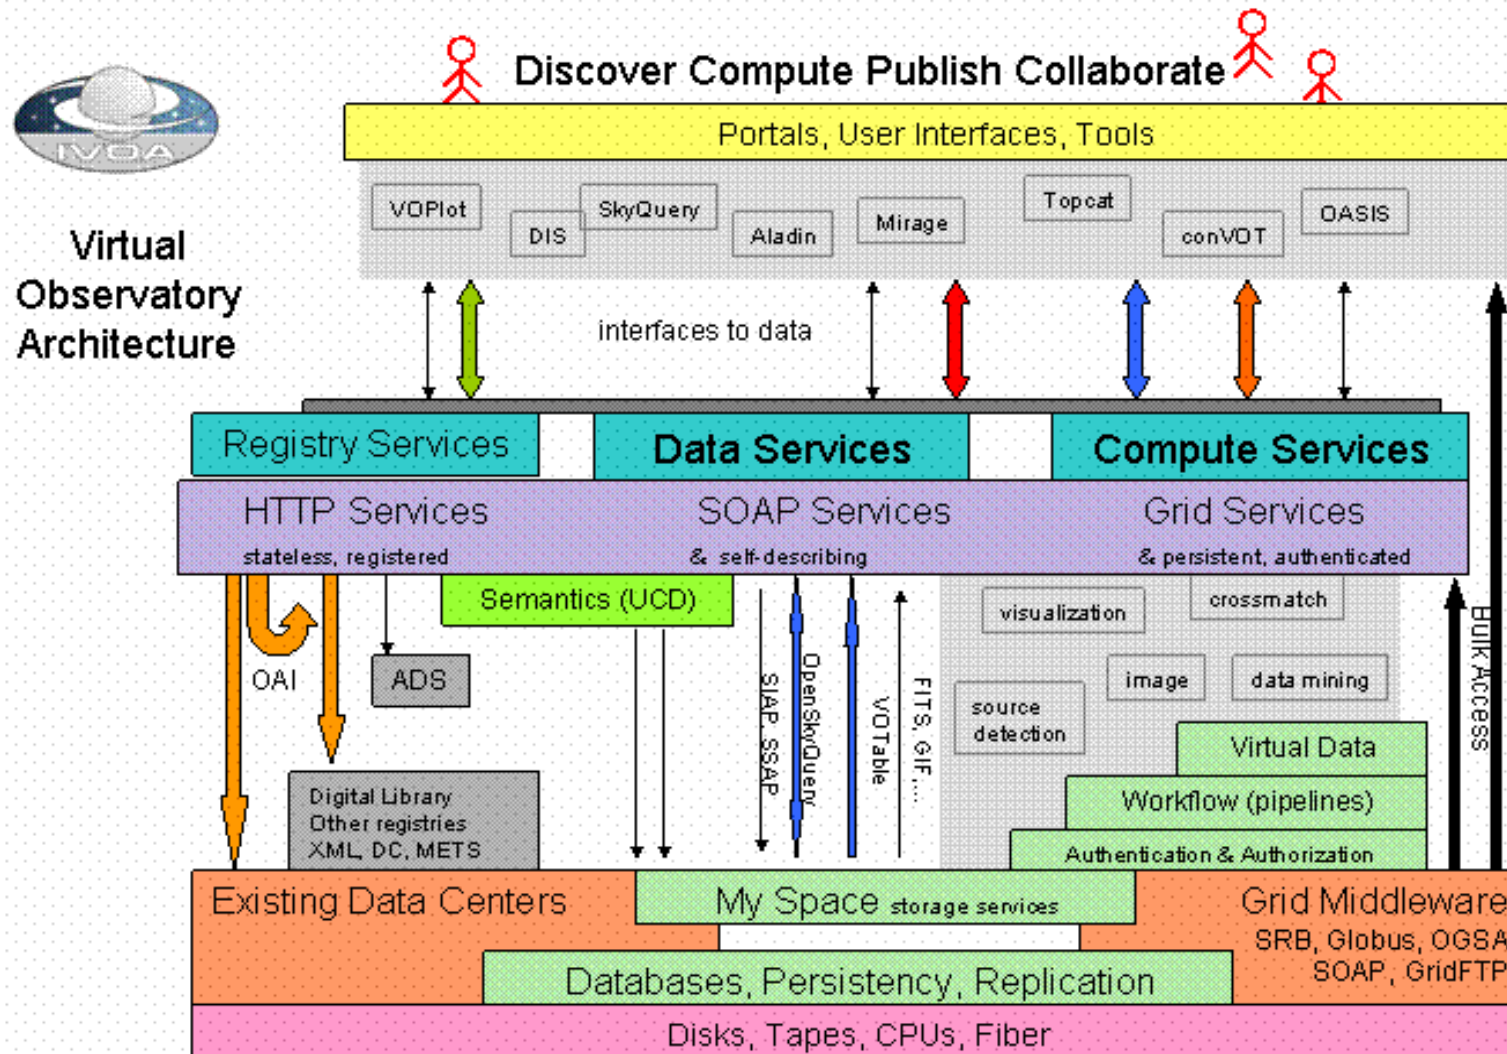 Discover Compute Publish Collaborate
IVOA
Portals, User Interfaces, Tools
Virtual
Observatory
Architecture
VOPlot
DIS
SkyQuery
Aladin
Mirage
Topcat
conVOT
OASIS
interfaces to data
Registry Services
Data Services
Compute Services
HTTP Services
SOAP Services
Grid Services
stateless, registered
& self-describing
& persistent, authenticated
Semantics (UCD)
visualization
crossmatch
OAI
ADS
SIAP, SSAP
OpenSkyQuery
VOTable
FITS, GIF,....
source
detection
image
data mining
Bulk Access
Virtual Data
Workflow (pipelines)
Authentication & Authorization
Digital Library
Other registries
XML, DC, METS
Existing Data Centers
My Space storage services
Grid Middleware
SRB, Globus, OGSA
SOAP, GridFTP
Databases, Persistency, Replication
Disks, Tapes, CPUs, Fiber